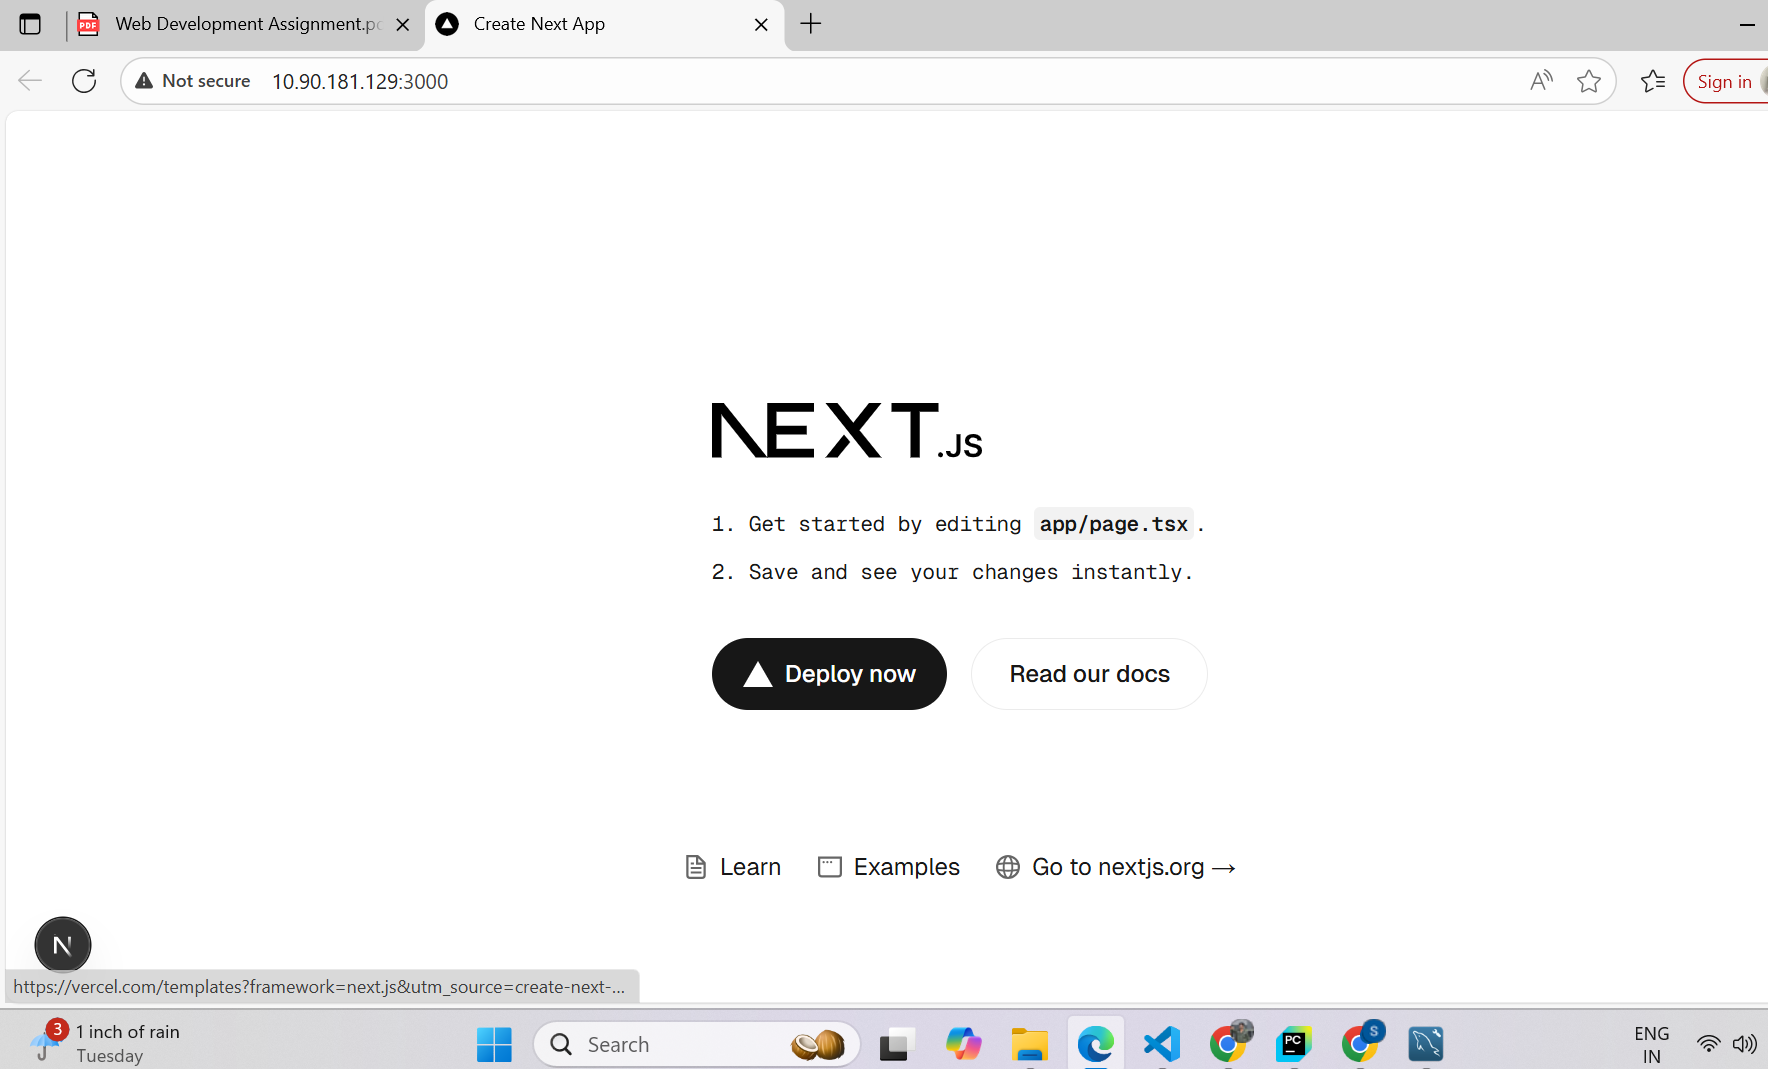 Web Development Assignment.pd
Create Next App
Not secure 10.90.181.129:3000
Sign in
NEXT.JS
1. Get started by editing app/page.tsx.
2. Save and see your changes instantly.
Deploy now
Read our docs
Learn
Examples
Go to nextjs.org →
N
https://vercel.com/templates?framework=next.js&utm_source=create-next-...
3
1 inch of rain
Tuesday
Search
PC
S
ENG
IN